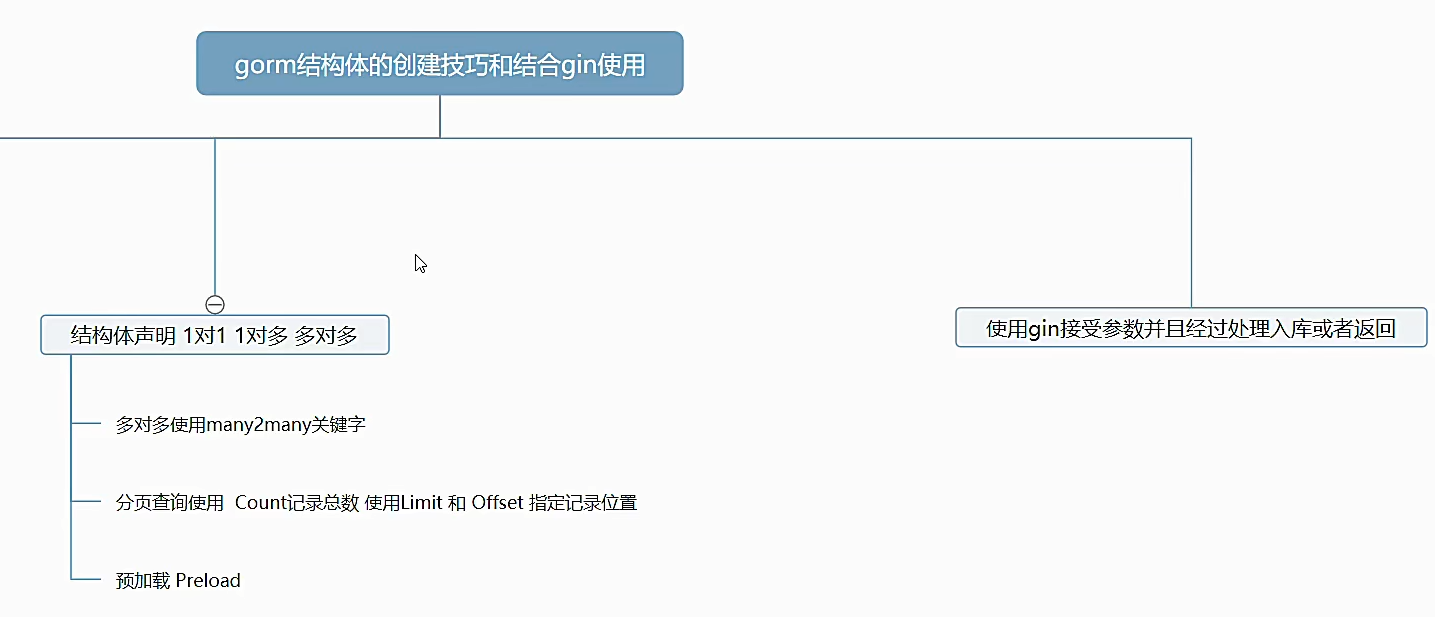 gorm结构体的创建技巧和结合gin使用
结构体声明 1对1 1对多 多对多
使用gin接受参数并且经过处理入库或者返回
多对多使用many2many关键字
分页查询使用 Count记录总数 使用Limit 和 Offset 指定记录位置
预加载 Preload